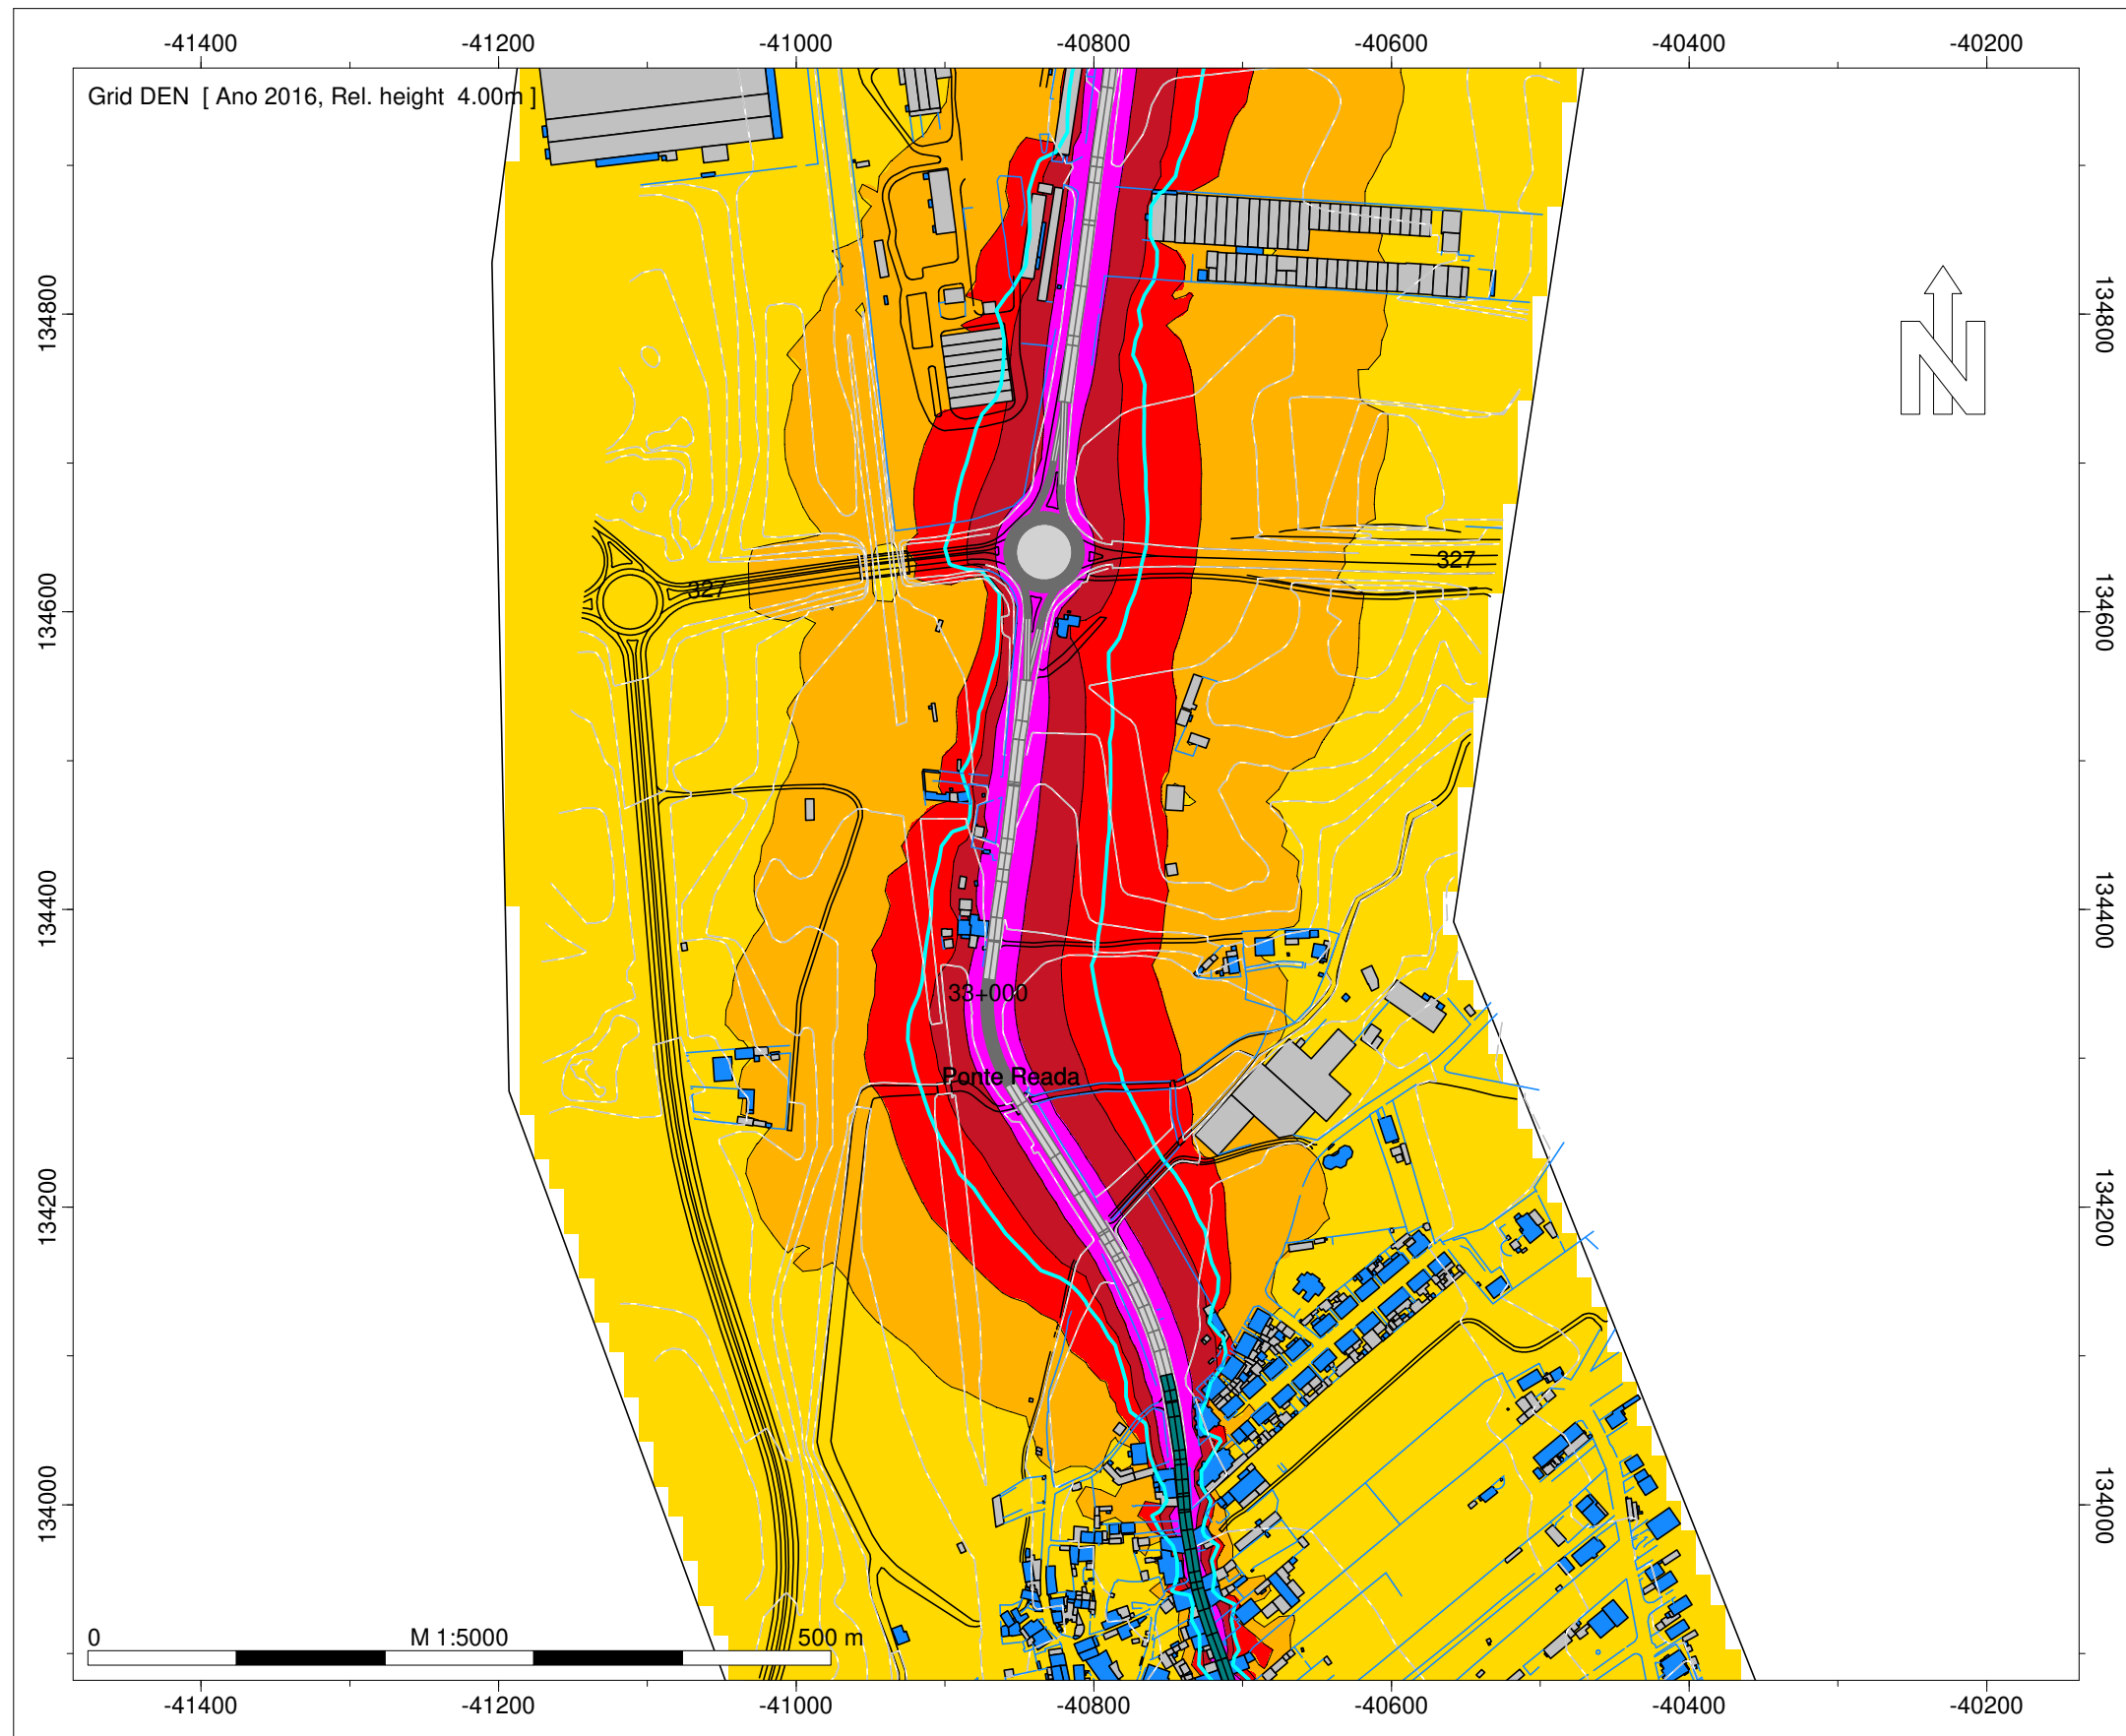 -41400 -41200 -41000 -40800 -40600 -40400 -40200
Grid DEN [ Ano 2016, Rel. height 4.00m ]
134800 134800
N
327
327
134600 134600
134400 134400
33+000
Ponte Reada
134200 134200
134000 134000
0 M 1:5000 500 m
-41400 -41200 -41000 -40800 -40600 -40400 -40200